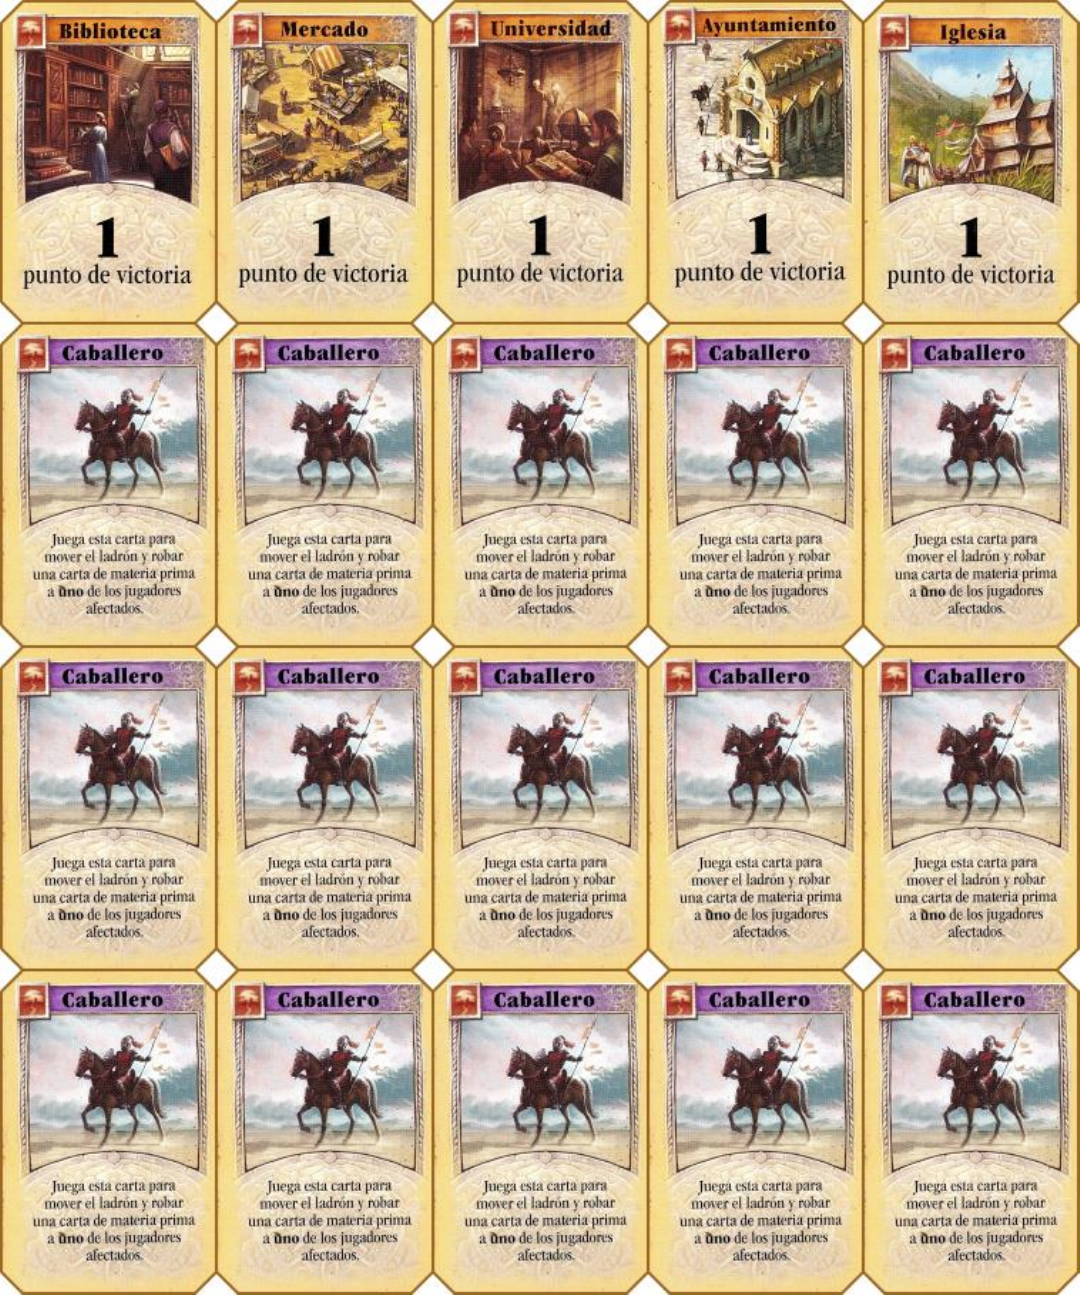 Biblioteca
1
punto de victoria
Mercado
1
punto de victoria
Universidad
1
punto de victoria
Ayuntamiento
1
punto de victoria
Iglesia
1
punto de victoria
Caballero
Juega esta carta para
mover el ladrón y robar
una carta de materia prima
a ūno de los jugadores
afectados.
Caballero
Juega esta carta para
mover el ladrón y robar
una carta de materia prima
a ūno de los jugadores
afectados.
Caballero
Juega esta carta para
mover el ladrón y robar
una carta de materia prima
a ūno de los jugadores
afectados.
Caballero
Juega esta carta para
mover el ladrón y robar
una carta de materia prima
a ūno de los jugadores
afectados.
Caballero
Juega esta carta para
mover el ladrón y robar
una carta de materia prima
a ūno de los jugadores
afectados.
Caballero
Juega esta carta para
mover el ladrón y robar
una carta de materia prima
a ūno de los jugadores
afectados.
Caballero
Juega esta carta para
mover el ladrón y robar
una carta de materia prima
a ūno de los jugadores
afectados.
Caballero
Juega esta carta para
mover el ladrón y robar
una carta de materia prima
a ūno de los jugadores
afectados.
Caballero
Juega esta carta para
mover el ladrón y robar
una carta de materia prima
a ūno de los jugadores
afectados.
Caballero
Juega esta carta para
mover el ladrón y robar
una carta de materia prima
a ūno de los jugadores
afectados.
Caballero
Juega esta carta para
mover el ladrón y robar
una carta de materia prima
a ūno de los jugadores
afectados.
Caballero
Juega esta carta para
mover el ladrón y robar
una carta de materia prima
a ūno de los jugadores
afectados.
Caballero
Juega esta carta para
mover el ladrón y robar
una carta de materia prima
a ūno de los jugadores
afectados.
Caballero
Juega esta carta para
mover el ladrón y robar
una carta de materia prima
a ūno de los jugadores
afectados.
Caballero
Juega esta carta para
mover el ladrón y robar
una carta de materia prima
a ūno de los jugadores
afectados.